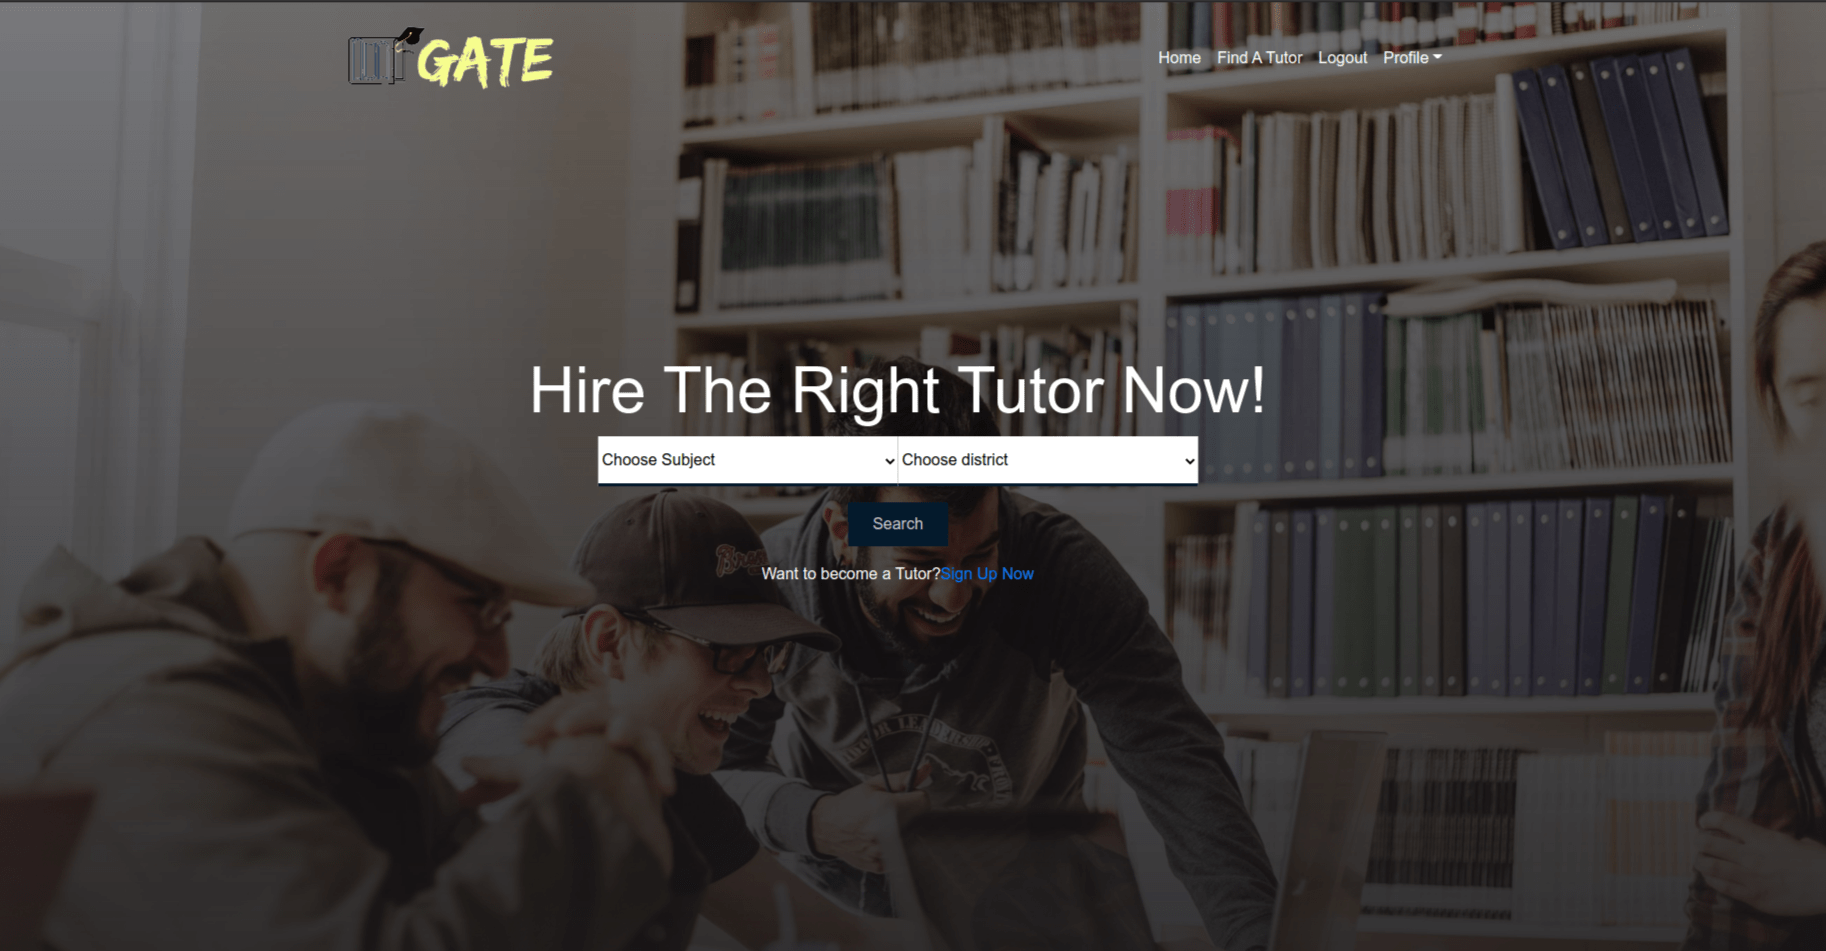 GATE
Home Find A Tutor Logout Profile
Hire The Right Tutor Now!
Choose Subject Choose district
Search
Want to become a Tutor?Sign Up Now